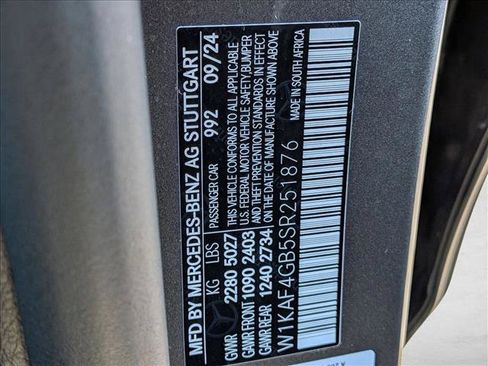 MFD BY MERCEDES-BENZ AG STUTTGART
PASSENGER CAR 992 09/24
KG LBS
GVWR 2280 5027
GAWR FRONT 1090 2403
GAWR REAR 1240 2734
THIS VEHICLE CONFORMS TO ALL APPLICABLE
U.S. FEDERAL MOTOR VEHICLE SAFETY, BUMPER
AND THEFT PREVENTION STANDARDS IN EFFECT
ON THE DATE OF MANUFACTURE SHOWN ABOVE
W1KAF4GB5SR251876
MADE IN SOUTH AFRICA